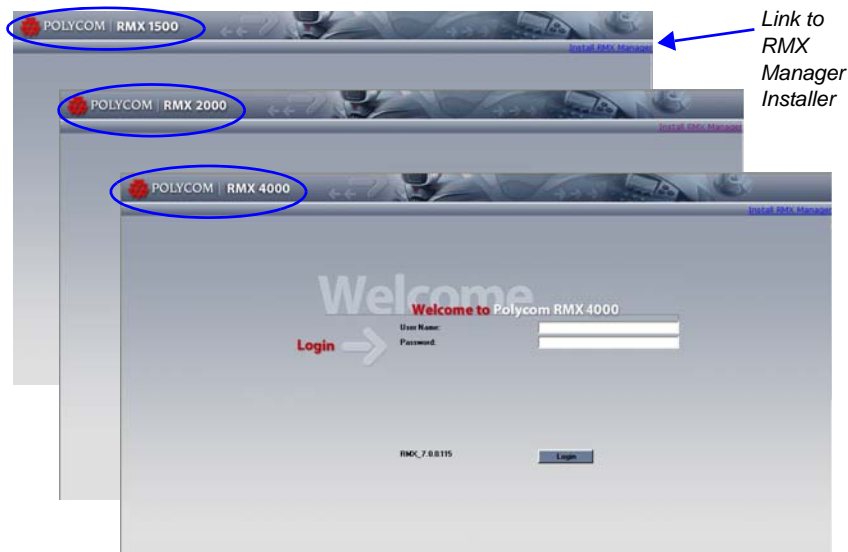 POLYCOM | RMX 1500
Install RMX Manager
Link to
RMX
Manager
Installer
POLYCOM | RMX 2000
Install RMX Manager
POLYCOM | RMX 4000
Install RMX Manager
Welcome
Welcome to Polycom RMX 4000
User Name:
Login
Password:
RMX_7.0.0.115
Login